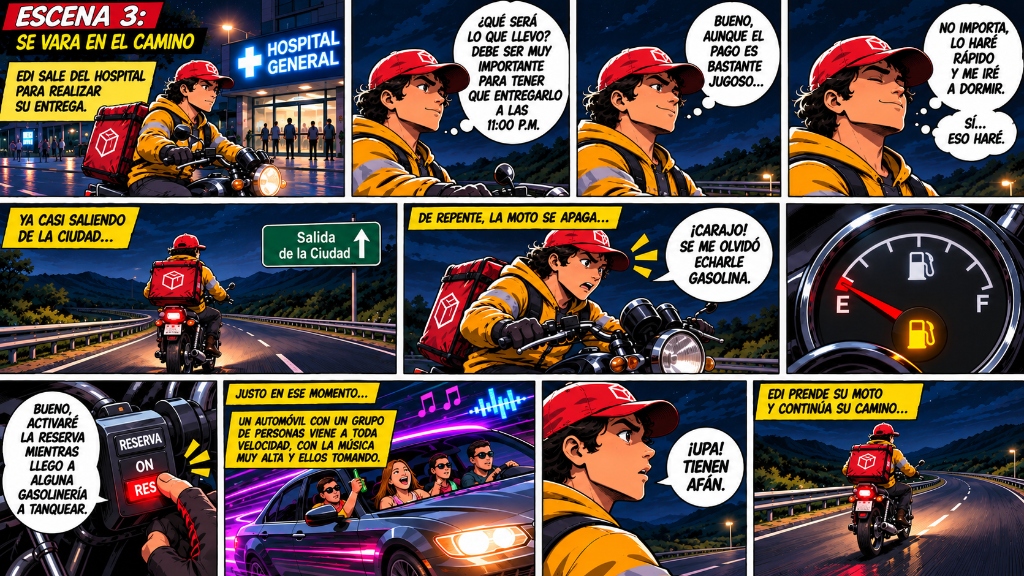 ESCENA 3:
SE VARA EN EL CAMINO
EDI SALE DEL HOSPITAL
PARA REALIZAR
SU ENTREGA.
HOSPITAL
GENERAL
¿QUÉ SERÁ
LO QUE LLEVO?
DEBE SER MUY
IMPORTANTE
PARA TENER
QUE ENTREGARLO
A LAS
11:00 P.M.
BUENO,
AUNQUE EL
PAGO ES
BASTANTE
JUGOSO...
NO IMPORTA,
LO HARÉ
RÁPIDO
Y ME IRÉ
A DORMIR.
SÍ...
ESO HARÉ.
YA CASI SALIENDO
DE LA CIUDAD...
Salida
de la Ciudad
DE REPENTE, LA MOTO SE APAGA...
¡CARAJO!
SE ME OLVIDÓ
ECHARLE
GASOLINA.
E
F
BUENO,
ACTIVARÉ
LA RESERVA
MIENTRAS
LLEGO A
ALGUNA
GASOLINERÍA
A TANQUEAR.
RESERVA
ON
RES
JUSTO EN ESE MOMENTO...
UN AUTOMÓVIL CON UN GRUPO
DE PERSONAS VIENE A TODA
VELOCIDAD, CON LA MÚSICA
MUY ALTA Y ELLOS TOMANDO.
¡UPA!
TIENEN
AFÁN.
EDI PRENDE SU MOTO
Y CONTINÚA SU CAMINO...